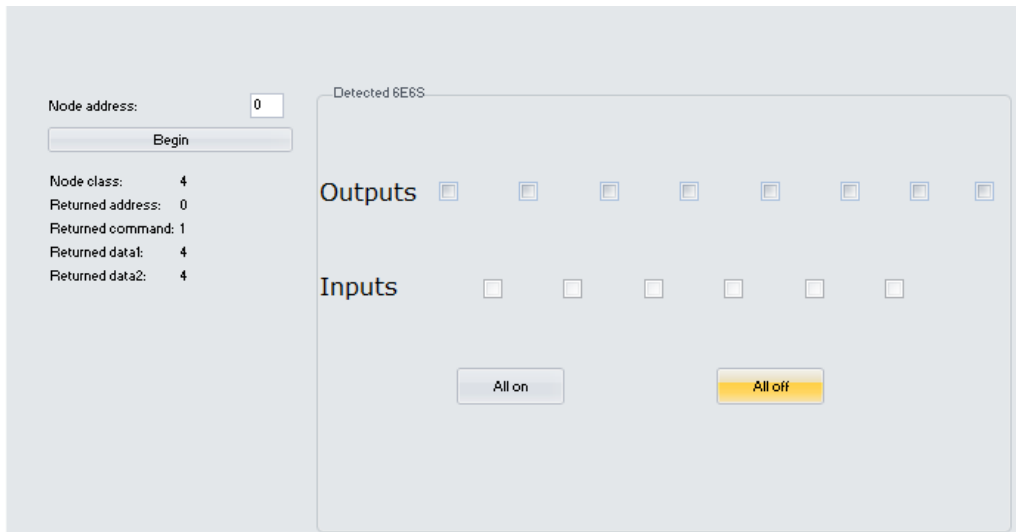 Node address: 0
Begin
Node class: 4
Returned address: 0
Returned command: 1
Returned data1: 4
Returned data2: 4
Detected 6E6S
Outputs
Inputs
All on
All off